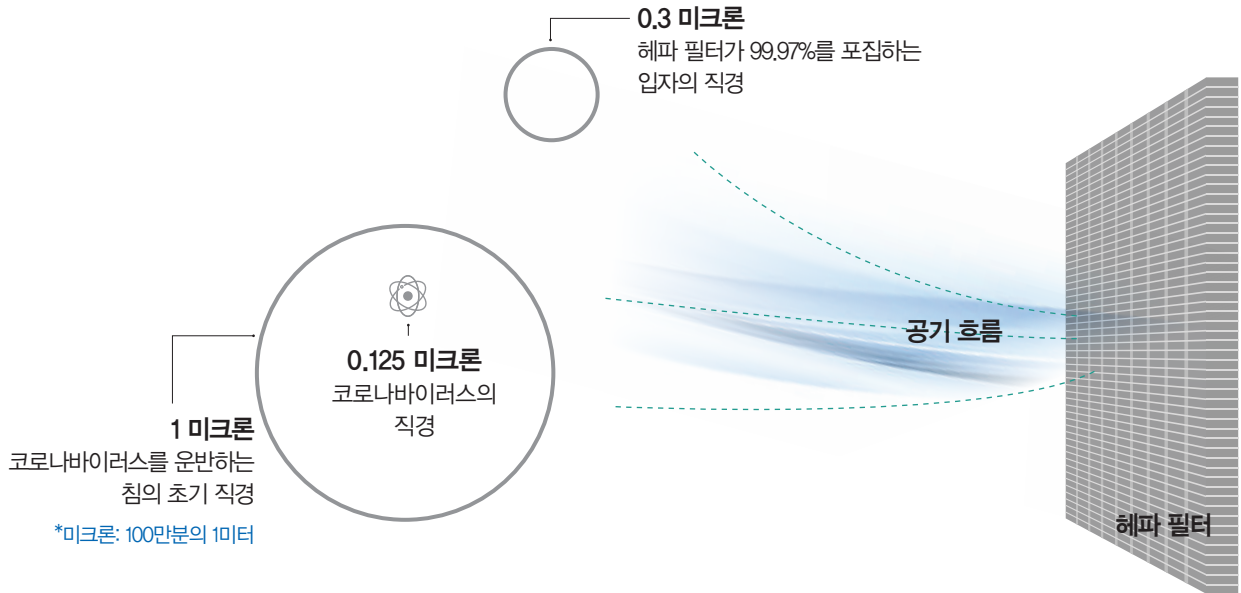 0.3 미크론
헤파 필터가 99.97%를 포집하는
입자의 직경
공기 흐름
0.125 미크론
코로나바이러스의
직경
1 미크론
코로나바이러스를 운반하는
침의 초기 직경
*미크론: 100만분의 1미터
헤파 필터